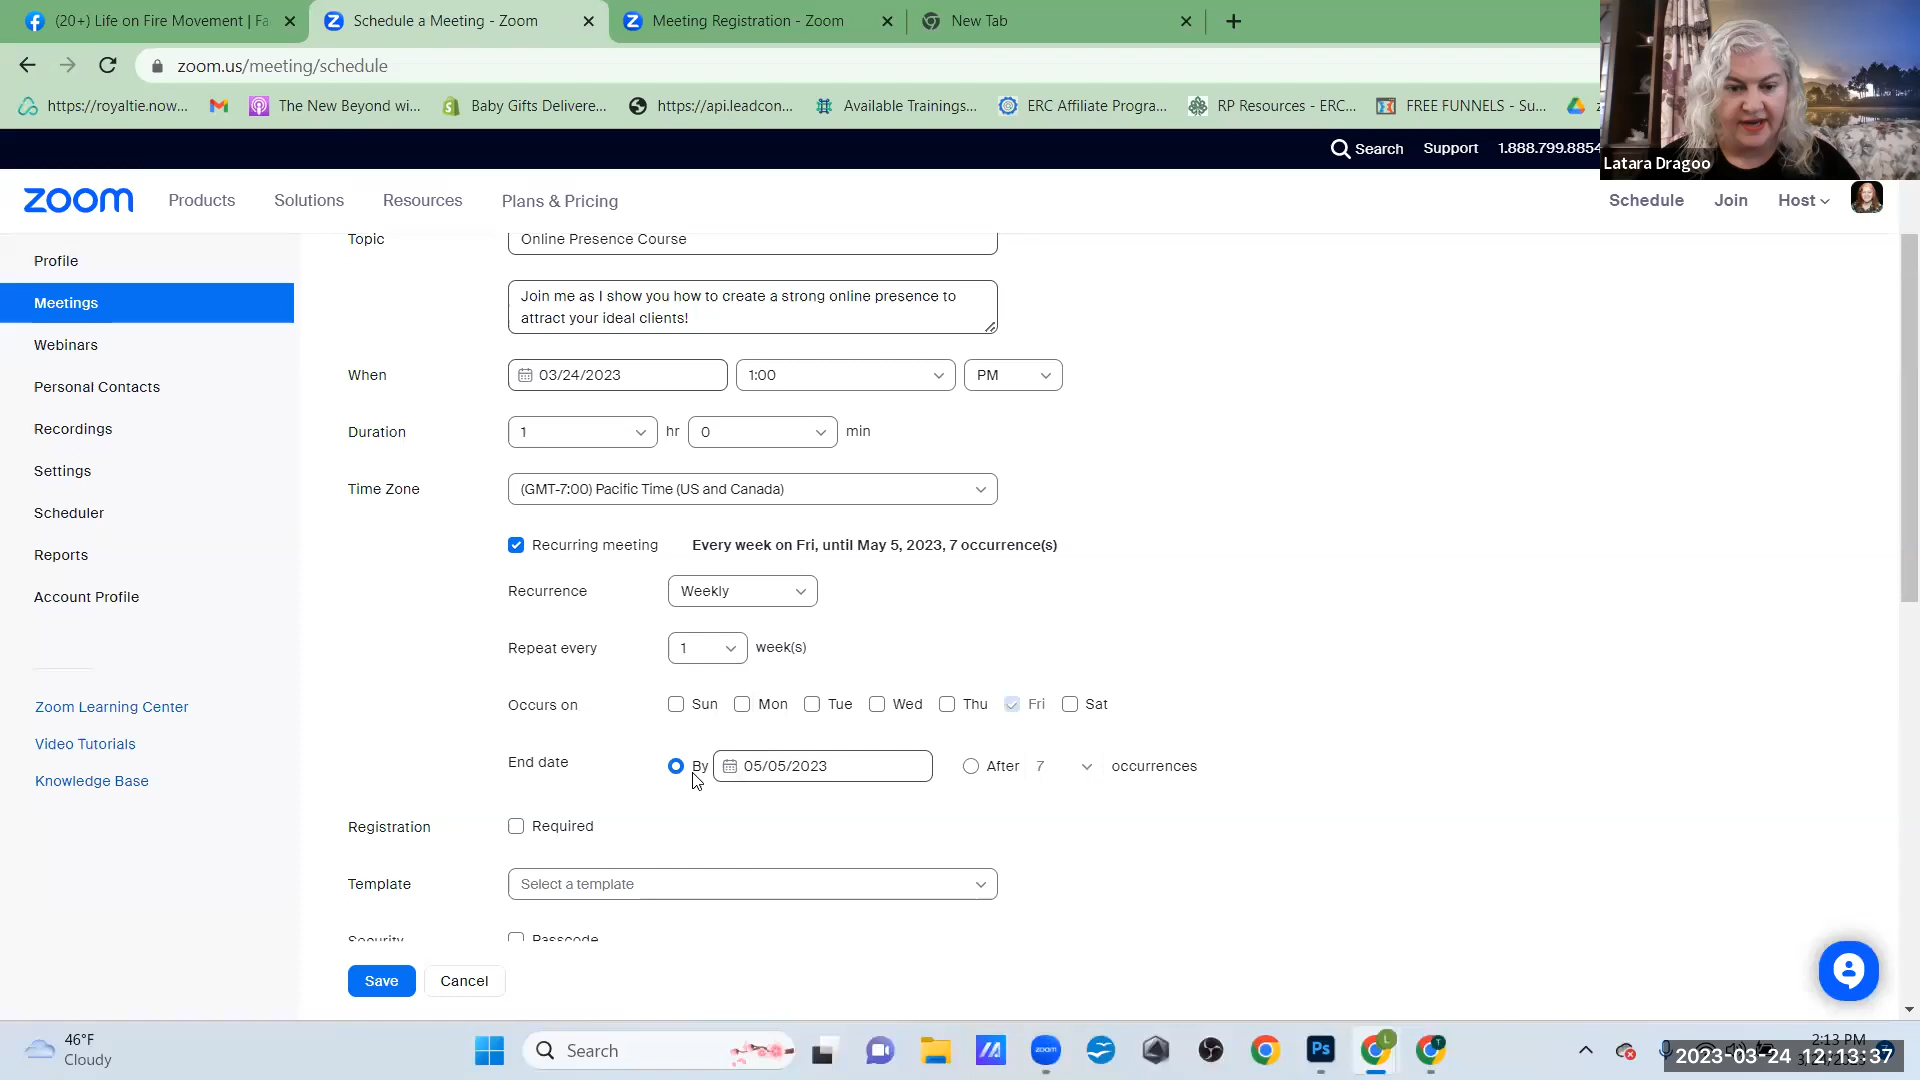 (20+) Life on Fire Movement | Fa
Schedule a Meeting - Zoom
Meeting Registration - Zoom
New Tab
zoom.us/meeting/schedule
https://royaltie.now...
The New Beyond wi...
Baby Gifts Delivere...
https://api.leadcon...
Available Trainings...
ERC Affiliate Progra...
RP Resources - ERC...
FREE FUNNELS - Su...
Search
Support
1.888.799.8854
Latara Dragoo
zoom
Products
Solutions
Resources
Plans & Pricing
Schedule
Join
Host
Profile
Meetings
Webinars
Personal Contacts
Recordings
Settings
Scheduler
Reports
Account Profile
Zoom Learning Center
Video Tutorials
Knowledge Base
Topic
Online Presence Course
Join me as I show you how to create a strong online presence to
attract your ideal clients!
When
03/24/2023
1:00
PM
Duration
1
hr
0
min
Time Zone
(GMT-7:00) Pacific Time (US and Canada)
Recurring meeting
Every week on Fri, until May 5, 2023, 7 occurrence(s)
Recurrence
Weekly
Repeat every
1
week(s)
Occurs on
Sun
Mon
Tue
Wed
Thu
Fri
Sat
End date
By
05/05/2023
After
7
occurrences
Registration
Required
Template
Select a template
Security
Passcode
Save
Cancel
46°F
Cloudy
Search
zoom
Ps
L
T
2:13 PM
2023-03-24 12:13:37